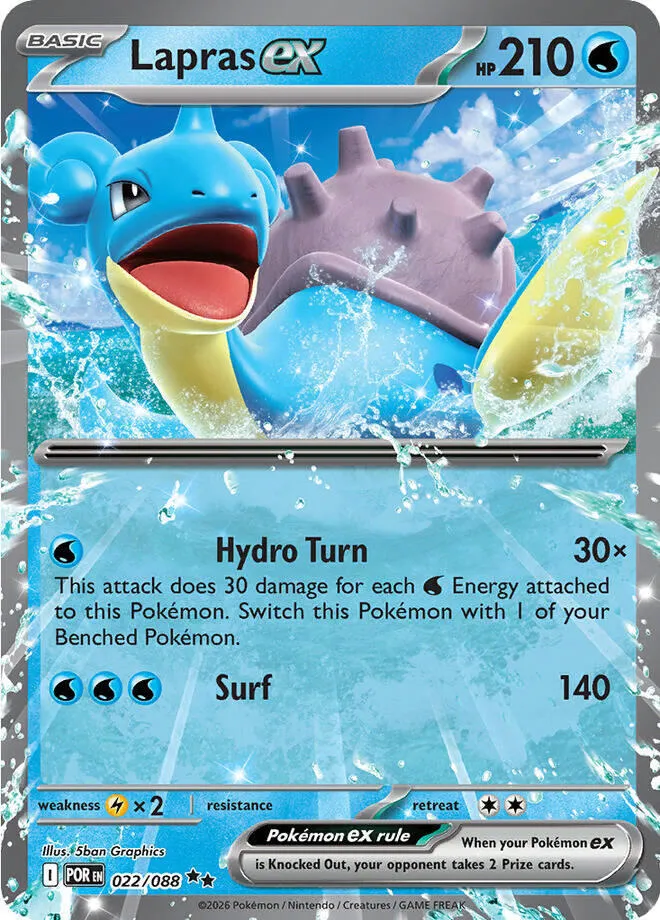 BASIC
Lapras ex
HP 210
Hydro Turn 30×
This attack does 30 damage for each Energy attached
to this Pokémon. Switch this Pokémon with 1 of your
Benched Pokémon.
Surf 140
weakness ×2 resistance retreat
Illus. 5ban Graphics
Pokémon ex rule When your Pokémon ex
is Knocked Out, your opponent takes 2 Prize cards.
I POR EN 022/088 ★★
©2026 Pokémon / Nintendo / Creatures / GAME FREAK